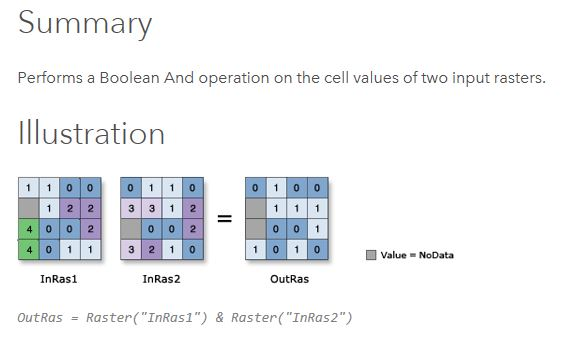 Summary
Performs a Boolean And operation on the cell values of two input rasters.
Illustration
1 1 0 0 0 1 1 0 0 1 0 0
1 2 2 3 3 1 2 = 1 1 1
4 0 0 2 0 0 2 0 0 1
4 0 1 1 3 2 1 0 1 0 1 0 Value = NoData
InRas1 InRas2 OutRas
OutRas = Raster("InRas1") & Raster("InRas2")